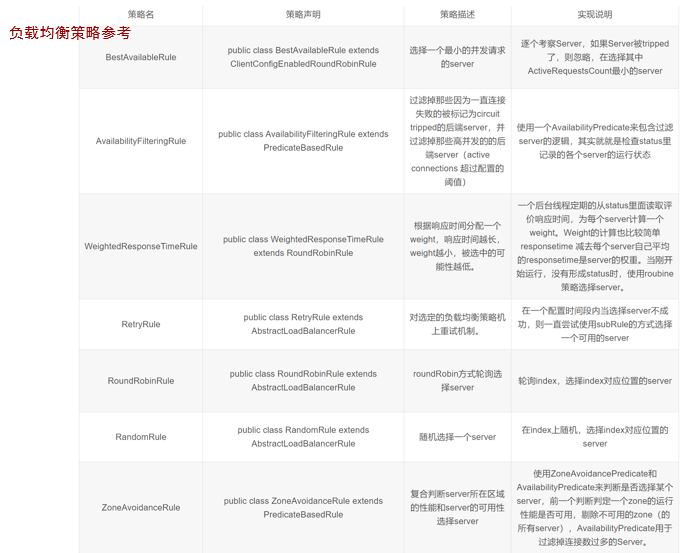 负载均衡策略参考
策略名 策略声明 策略描述 实现说明
BestAvailableRule
public class BestAvailableRule extends
ClientConfigEnabledRoundRobinRule
选择一个最小的并发请求
的server
逐个考察Server，如果Server被tripped
了，则忽略，在选择其中
ActiveRequestsCount最小的server
AvailabilityFilteringRule
public class AvailabilityFilteringRule extends
PredicateBasedRule
过滤掉那些因为一直连接
失败的被标记为circuit
tripped的后端server，并
过滤掉那些高并发的的后
端server（active
connections 超过配置的
阈值）
使用一个AvailabilityPredicate来包含过滤
server的逻辑，其实就就是检查status里
记录的各个server的运行状态
WeightedResponseTimeRule
public class WeightedResponseTimeRule
extends RoundRobinRule
根据响应时间分配一个
weight，响应时间越长，
weight越小，被选中的可
能性越低。
一个后台线程定期的从status里面读取评
价响应时间，为每个server计算一个
weight。Weight的计算也比较简单
responsetime 减去每个server自己平均
的responsetime是server的权重。当刚开
始运行，没有形成status时，使用roubine
策略选择server。
RetryRule
public class RetryRule extends
AbstractLoadBalancerRule
对选定的负载均衡策略机
上重试机制。
在一个配置时间段内当选择server不成
功，则一直尝试使用subRule的方式选择
一个可用的server
RoundRobinRule
public class RoundRobinRule extends
AbstractLoadBalancerRule
roundRobin方式轮询选
择server
轮询index，选择index对应位置的server
RandomRule
public class RandomRule extends
AbstractLoadBalancerRule
随机选择一个server
在index上随机，选择index对应位置的
server
ZoneAvoidanceRule
public class ZoneAvoidanceRule extends
PredicateBasedRule
复合判断server所在区域
的性能和server的可用性
选择server
使用ZoneAvoidancePredicate和
AvailabilityPredicate来判断是否选择某个
server，前一个判断判定一个zone的运行
性能是否可用，剔除不可用的zone（的
所有server），AvailabilityPredicate用于
过滤掉连接数过多的Server。